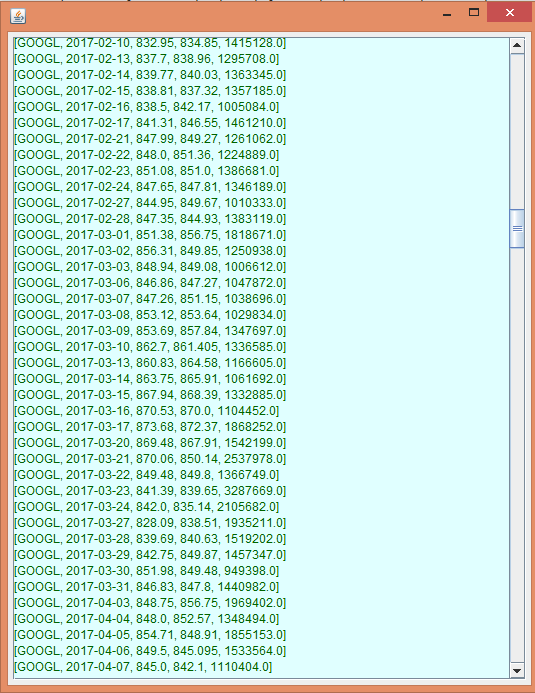 [GOOGL, 2017-02-10, 832.95, 834.85, 1415128.0]
[GOOGL, 2017-02-13, 837.7, 838.96, 1295708.0]
[GOOGL, 2017-02-14, 839.77, 840.03, 1363345.0]
[GOOGL, 2017-02-15, 838.81, 837.32, 1357185.0]
[GOOGL, 2017-02-16, 838.5, 842.17, 1005084.0]
[GOOGL, 2017-02-17, 841.31, 846.55, 1461210.0]
[GOOGL, 2017-02-21, 847.99, 849.27, 1261062.0]
[GOOGL, 2017-02-22, 848.0, 851.36, 1224889.0]
[GOOGL, 2017-02-23, 851.08, 851.0, 1386681.0]
[GOOGL, 2017-02-24, 847.65, 847.81, 1346189.0]
[GOOGL, 2017-02-27, 844.95, 849.67, 1010333.0]
[GOOGL, 2017-02-28, 847.35, 844.93, 1383119.0]
[GOOGL, 2017-03-01, 851.38, 856.75, 1818671.0]
[GOOGL, 2017-03-02, 856.31, 849.85, 1250938.0]
[GOOGL, 2017-03-03, 848.94, 849.08, 1006612.0]
[GOOGL, 2017-03-06, 846.86, 847.27, 1047872.0]
[GOOGL, 2017-03-07, 847.26, 851.15, 1038696.0]
[GOOGL, 2017-03-08, 853.12, 853.64, 1029834.0]
[GOOGL, 2017-03-09, 853.69, 857.84, 1347697.0]
[GOOGL, 2017-03-10, 862.7, 861.405, 1336585.0]
[GOOGL, 2017-03-13, 860.83, 864.58, 1166605.0]
[GOOGL, 2017-03-14, 863.75, 865.91, 1061692.0]
[GOOGL, 2017-03-15, 867.94, 868.39, 1332885.0]
[GOOGL, 2017-03-16, 870.53, 870.0, 1104452.0]
[GOOGL, 2017-03-17, 873.68, 872.37, 1868252.0]
[GOOGL, 2017-03-20, 869.48, 867.91, 1542199.0]
[GOOGL, 2017-03-21, 870.06, 850.14, 2537978.0]
[GOOGL, 2017-03-22, 849.48, 849.8, 1366749.0]
[GOOGL, 2017-03-23, 841.39, 839.65, 3287669.0]
[GOOGL, 2017-03-24, 842.0, 835.14, 2105682.0]
[GOOGL, 2017-03-27, 828.09, 838.51, 1935211.0]
[GOOGL, 2017-03-28, 839.69, 840.63, 1519202.0]
[GOOGL, 2017-03-29, 842.75, 849.87, 1457347.0]
[GOOGL, 2017-03-30, 851.98, 849.48, 949398.0]
[GOOGL, 2017-03-31, 846.83, 847.8, 1440982.0]
[GOOGL, 2017-04-03, 848.75, 856.75, 1969402.0]
[GOOGL, 2017-04-04, 848.0, 852.57, 1348494.0]
[GOOGL, 2017-04-05, 854.71, 848.91, 1855153.0]
[GOOGL, 2017-04-06, 849.5, 845.095, 1533564.0]
[GOOGL, 2017-04-07, 845.0, 842.1, 1110404.0]